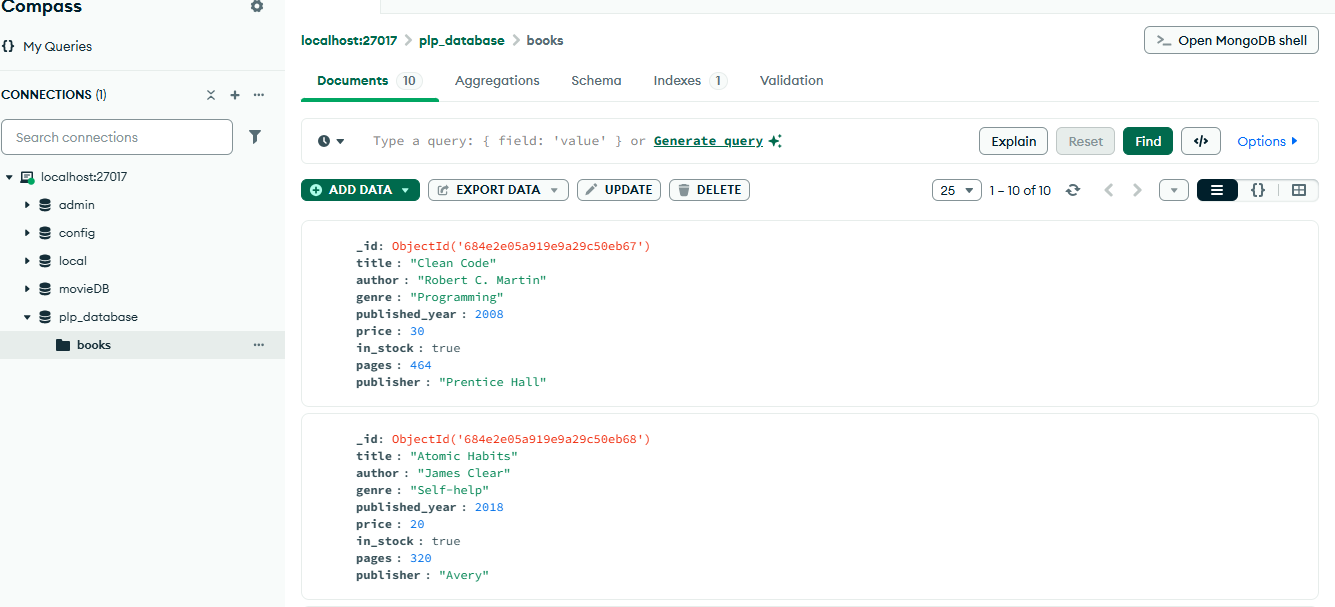 Compass
{} My Queries
CONNECTIONS (1)
Search connections
localhost:27017
admin
config
local
movieDB
plp_database
books
localhost:27017 > plp_database > books
>_ Open MongoDB shell
Documents 10 Aggregations Schema Indexes 1 Validation
Type a query: { field: 'value' } or Generate query
Explain Reset Find </> Options
ADD DATA EXPORT DATA UPDATE DELETE
25 1 – 10 of 10 {}
_id: ObjectId('684e2e05a919e9a29c50eb67')
title : "Clean Code"
author : "Robert C. Martin"
genre : "Programming"
published_year : 2008
price : 30
in_stock : true
pages : 464
publisher : "Prentice Hall"
_id: ObjectId('684e2e05a919e9a29c50eb68')
title : "Atomic Habits"
author : "James Clear"
genre : "Self-help"
published_year : 2018
price : 20
in_stock : true
pages : 320
publisher : "Avery"